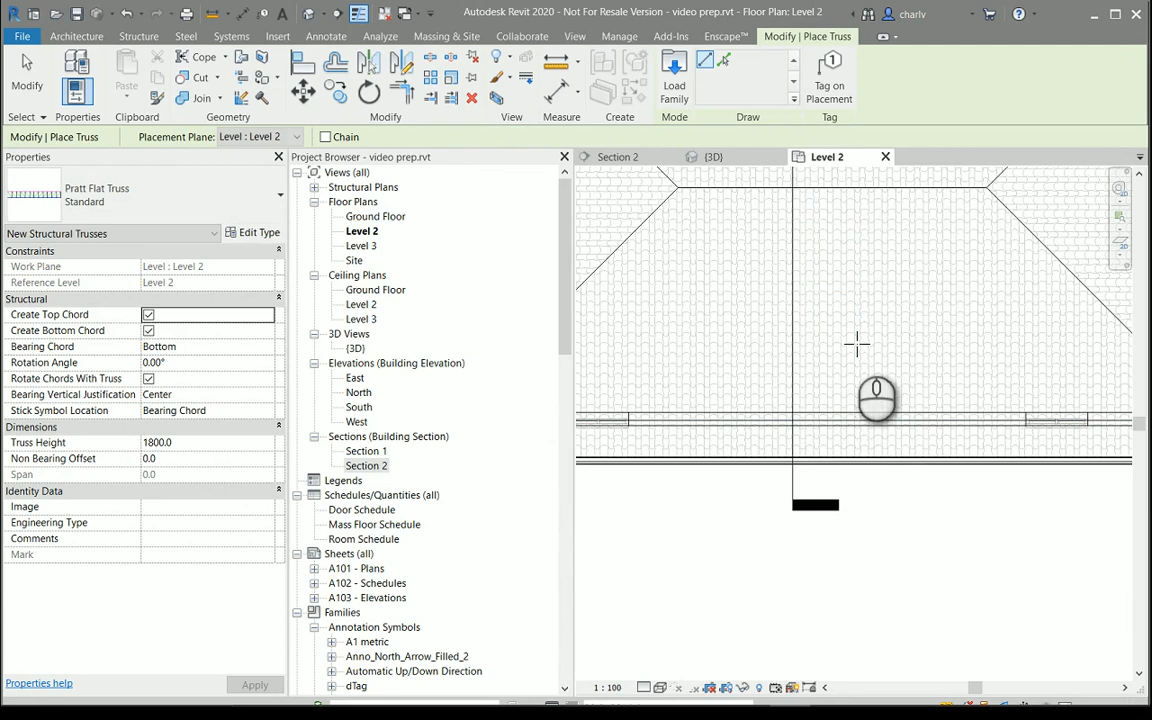 Autodesk Revit 2020 - Not For Resale Version - video prep.rvt - Floor Plan: Level 2
charlv
File Architecture Structure Steel Systems Insert Annotate Analyze Massing & Site Collaborate View Manage Add-Ins Enscape™ Modify | Place Truss
Modify
Paste
Cope
Cut
Join
Load Family
Tag on Placement
Select Properties Clipboard Geometry Modify View Measure Create Mode Draw Tag
Modify | Place Truss Placement Plane: Level : Level 2 Chain
Properties
Pratt Flat Truss
Standard
New Structural Trusses Edit Type
Constraints
Work Plane Level : Level 2
Reference Level Level 2
Structural
Create Top Chord
Create Bottom Chord
Bearing Chord Bottom
Rotation Angle 0.00°
Rotate Chords With Truss
Bearing Vertical Justification Center
Stick Symbol Location Bearing Chord
Dimensions
Truss Height 1800.0
Non Bearing Offset 0.0
Span 0.0
Identity Data
Image
Engineering Type
Comments
Mark
Properties help Apply
Project Browser - video prep.rvt
Views (all)
Structural Plans
Floor Plans
Ground Floor
Level 2
Level 3
Site
Ceiling Plans
Ground Floor
Level 2
Level 3
3D Views
{3D}
Elevations (Building Elevation)
East
North
South
West
Sections (Building Section)
Section 1
Section 2
Legends
Schedules/Quantities (all)
Door Schedule
Mass Floor Schedule
Room Schedule
Sheets (all)
A101 - Plans
A102 - Schedules
A103 - Elevations
Families
Annotation Symbols
A1 metric
Anno_North_Arrow_Filled_2
Automatic Up/Down Direction
dTag
Section 2 {3D} Level 2
1 : 100